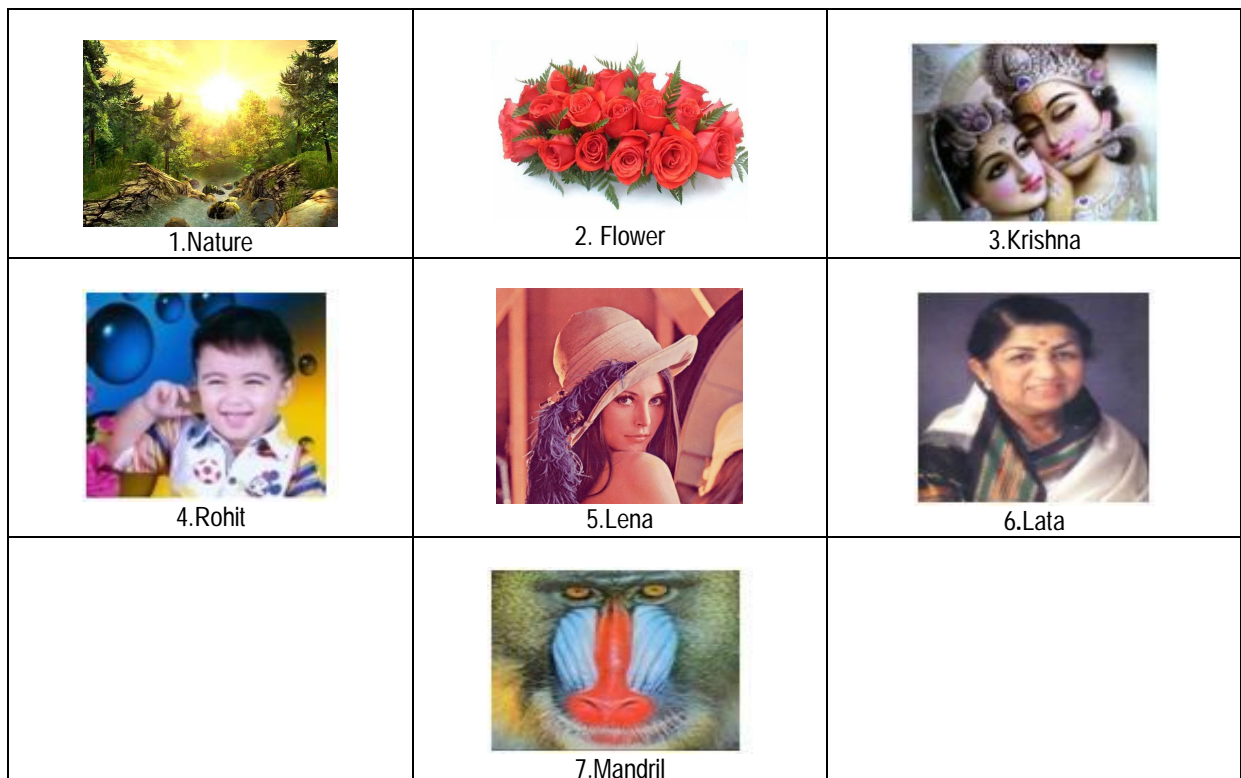 1.Nature
2. Flower
3.Krishna
4.Rohit
5.Lena
6.Lata
7.Mandril